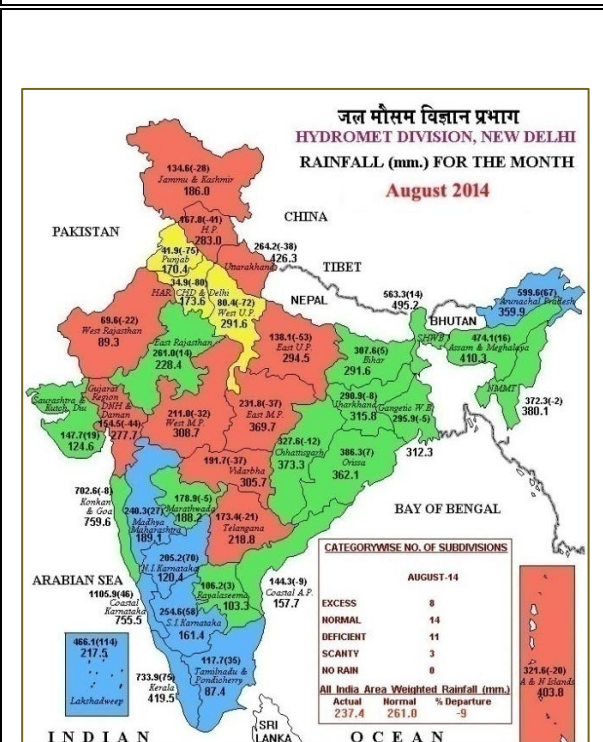 जल मौसम विज्ञान प्रभाग
HYDROMET DIVISION, NEW DELHI
RAINFALL (mm.) FOR THE MONTH
August 2014
134.6(-28)
Jammu & Kashmir
186.0
167.8(-41)
H.P.
283.0
CHINA
PAKISTAN
41.9(-75)
Punjab
170.4
264.2(-38)
426.3
Uttarakhand
TIBET
34.9(-80)
HAR. CHD & Delhi
173.6
80.4(-72)
West U.P.
291.6
NEPAL
563.3(14)
495.2
BHUTAN
599.6(67)
Arunachal Pradesh
359.9
69.6(-22)
West Rajasthan
89.3
East Rajasthan
261.0(14)
228.4
138.1(-53)
East U.P.
294.5
307.6(5)
Bihar
291.6
SHWB
474.1(16)
Assam & Meghalaya
410.3
NMMT
372.3(-2)
380.1
Saurashtra &
Kutch, Diu
147.7(19)
124.6
Gujarat
Region
DNH &
Daman
154.5(-44)
277.7
211.0(-32)
West M.P.
308.7
231.8(-37)
East M.P.
369.7
290.9(-8)
Jharkhand
315.8
Gangetic W.B.
295.9(-5)
312.3
327.6(-12)
Chhattisgarh
373.3
386.3(7)
Orissa
362.1
191.7(-37)
Vidarbha
305.7
702.6(-8)
Konkan
& Goa
759.6
240.3(27)
Madhya
Maharashtra
189.1
178.9(-5)
Marathwada
188.2
173.4(-21)
Telangana
218.8
BAY OF BENGAL
ARABIAN SEA
205.2(70)
N.I.Karnataka
120.4
106.2(3)
Rayalaseema
103.3
144.3(-9)
Coastal A.P.
157.7
1105.9(46)
Coastal
Karnataka
755.5
254.6(58)
S.I.Karnataka
161.4
466.1(114)
217.5
Lakshadweep
733.9(75)
Kerala
419.5
117.7(35)
Tamilnadu &
Pondicherry
87.4
CATEGORYWISE NO. OF SUBDIVISIONS
AUGUST-14
EXCESS 8
NORMAL 14
DEFICIENT 11
SCANTY 3
NO RAIN 0
All India Area Weighted Rainfall (mm.)
Actual Normal % Departure
237.4 261.0 -9
321.6(-20)
A & N Islands
403.8
SRI
LANKA
INDIAN OCEAN